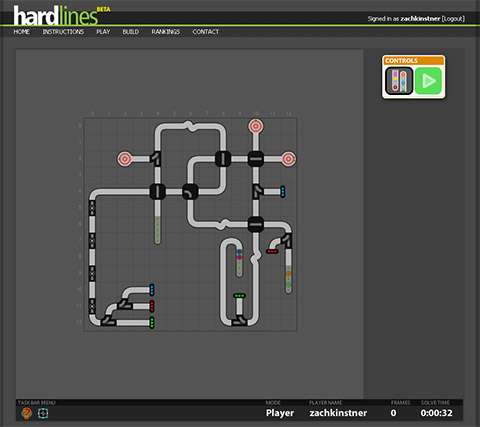 hardlines BETA
Signed in as zachkinstner [Logout]
HOME INSTRUCTIONS PLAY BUILD RANKINGS CONTACT
CONTROLS
TASKBAR MENU MODE PLAYER NAME FRAMES SOLVE TIME
Player zachkinstner 0 0:00:32